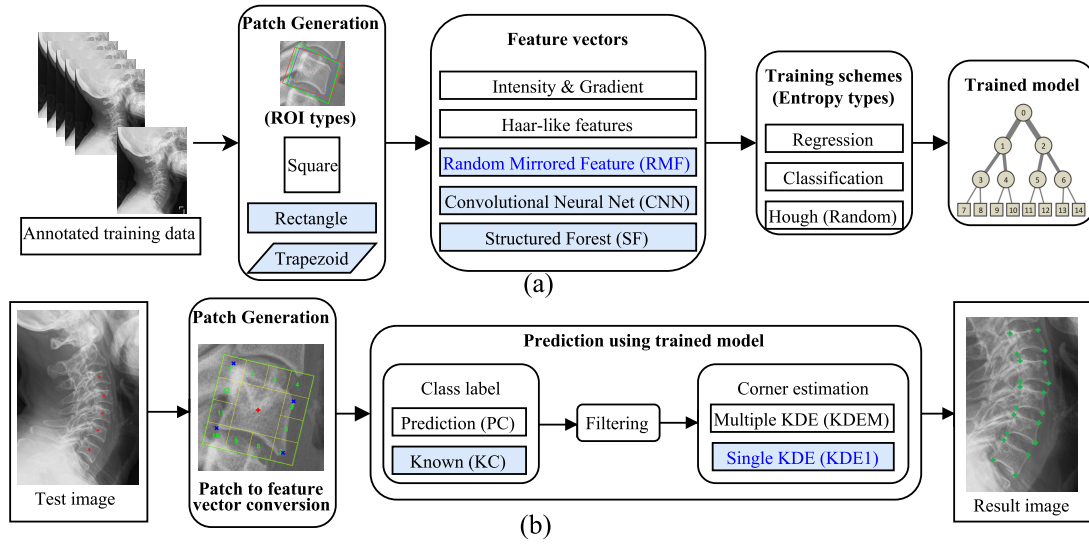 Annotated training data
Patch Generation
(ROI types)
Square
Rectangle
Trapezoid
Feature vectors
Intensity & Gradient
Haar-like features
Random Mirrored Feature (RMF)
Convolutional Neural Net (CNN)
Structured Forest (SF)
Training schemes
(Entropy types)
Regression
Classification
Hough (Random)
Trained model
0
1 2
3 4 5 6
7 8 9 10 11 12 13 14
(a)
Test image
Patch Generation
Patch to feature
vector conversion
Prediction using trained model
Class label
Prediction (PC)
Known (KC)
Filtering
Corner estimation
Multiple KDE (KDEM)
Single KDE (KDE1)
Result image
(b)